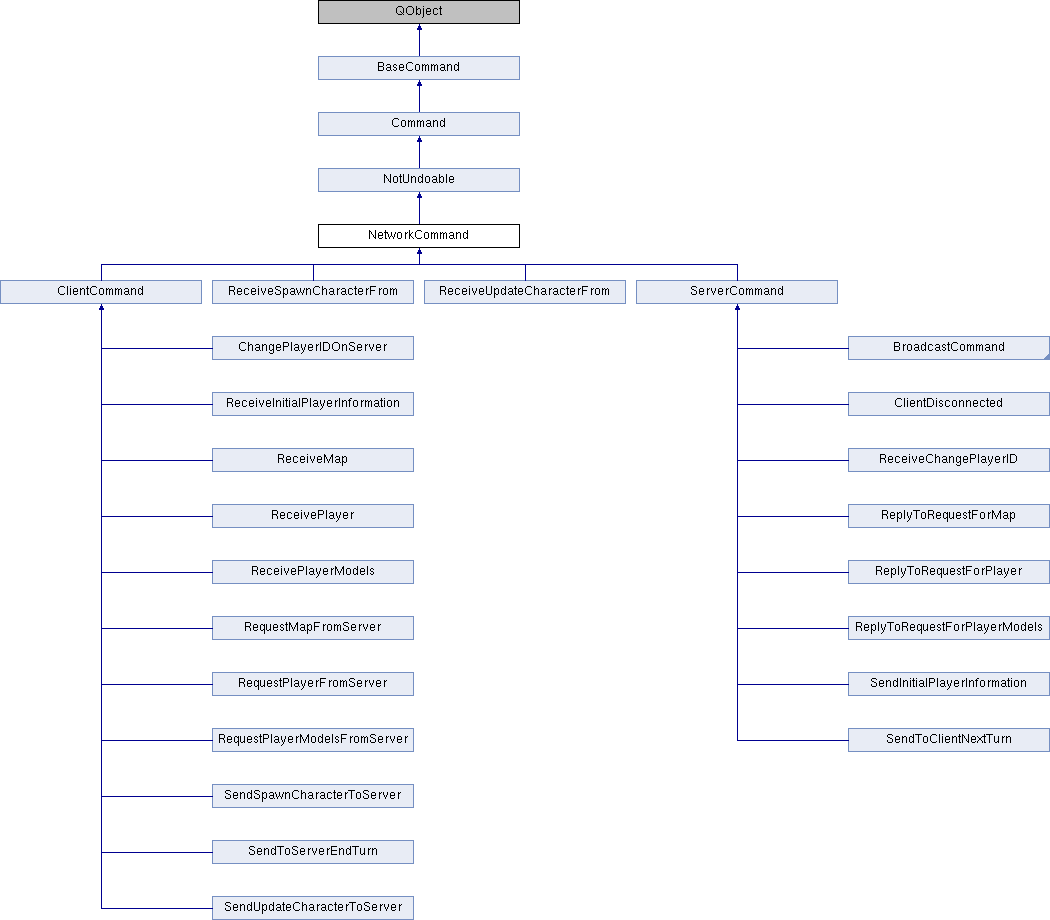 QObject
BaseCommand
Command
NotUndoable
NetworkCommand
ClientCommand
ReceiveSpawnCharacterFrom
ReceiveUpdateCharacterFrom
ServerCommand
ChangePlayerIDOnServer
BroadcastCommand
ReceiveInitialPlayerInformation
ClientDisconnected
ReceiveMap
ReceiveChangePlayerID
ReceivePlayer
ReplyToRequestForMap
ReceivePlayerModels
ReplyToRequestForPlayer
RequestMapFromServer
ReplyToRequestForPlayerModels
RequestPlayerFromServer
SendInitialPlayerInformation
RequestPlayerModelsFromServer
SendToClientNextTurn
SendSpawnCharacterToServer
SendToServerEndTurn
SendUpdateCharacterToServer